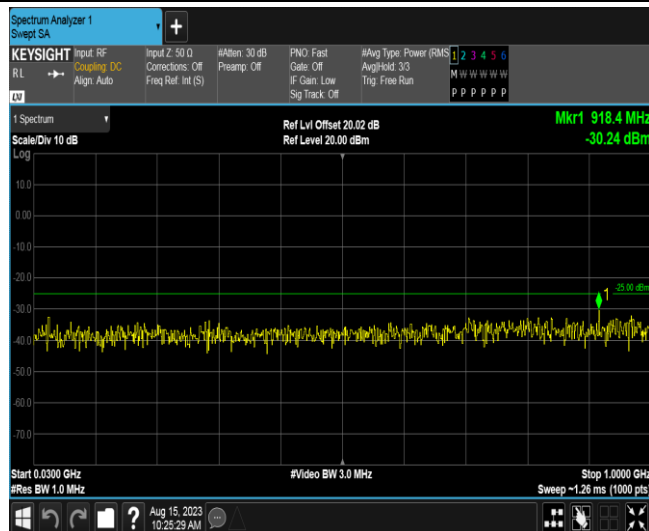 Spectrum Analyzer 1
Swept SA
+
KEYSIGHT
RL
Input: RF
Coupling: DC
Align: Auto
Input Z: 50 Ω
Corrections: Off
Freq Ref: Int (S)
#Atten: 30 dB
Preamp: Off
PNO: Fast
Gate: Off
IF Gain: Low
Sig Track: Off
#Avg Type: Power (RMS
Avg|Hold: 3/3
Trig: Free Run
1 2 3 4 5 6
M W W W W W
P P P P P P
1 Spectrum
Scale/Div 10 dB
Log
Ref Lvl Offset 20.02 dB
Ref Level 20.00 dBm
Mkr1 918.4 MHz
-30.24 dBm
10.0
0.00
-10.0
-20.0
-30.0
-40.0
-50.0
-60.0
-70.0
-25.00 dBm
1
Start 0.0300 GHz
#Res BW 1.0 MHz
#Video BW 3.0 MHz
Stop 1.0000 GHz
Sweep ~1.26 ms (1000 pts)
?
Aug 15, 2023
10:25:29 AM